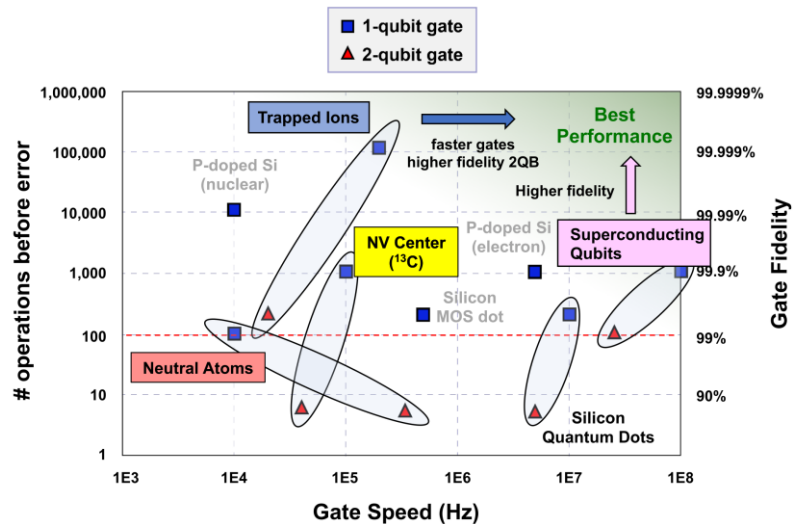 1-qubit gate
2-qubit gate
1,000,000
100,000
10,000
1,000
100
10
1
# operations before error
99.9999%
99.999%
99.99%
99.9%
99%
90%
Gate Fidelity
Trapped Ions
faster gates
higher fidelity 2QB
Best
Performance
Higher fidelity
P-doped Si
(nuclear)
NV Center
(¹³C)
P-doped Si
(electron)
Superconducting
Qubits
Silicon
MOS dot
Neutral Atoms
Silicon
Quantum Dots
1E3
1E4
1E5
1E6
1E7
1E8
Gate Speed (Hz)